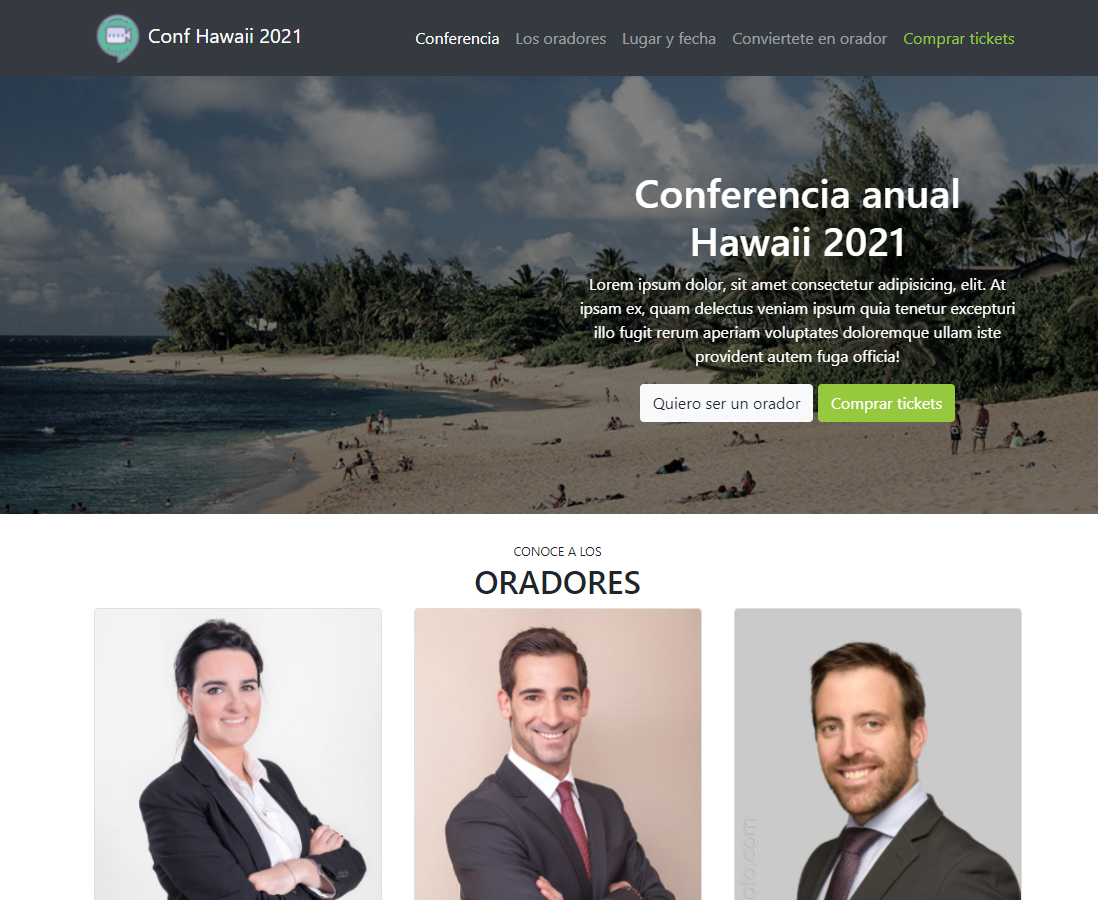 Conf Hawaii 2021
Conferencia Los oradores Lugar y fecha Conviertete en orador Comprar tickets
Conferencia anual
Hawaii 2021
Lorem ipsum dolor, sit amet consectetur adipisicing, elit. At
ipsam ex, quam delectus veniam ipsum quia tenetur excepturi
illo fugit rerum aperiam voluptates doloremque ullam iste
provident autem fuga officia!
Quiero ser un orador Comprar tickets
CONOCE A LOS
ORADORES